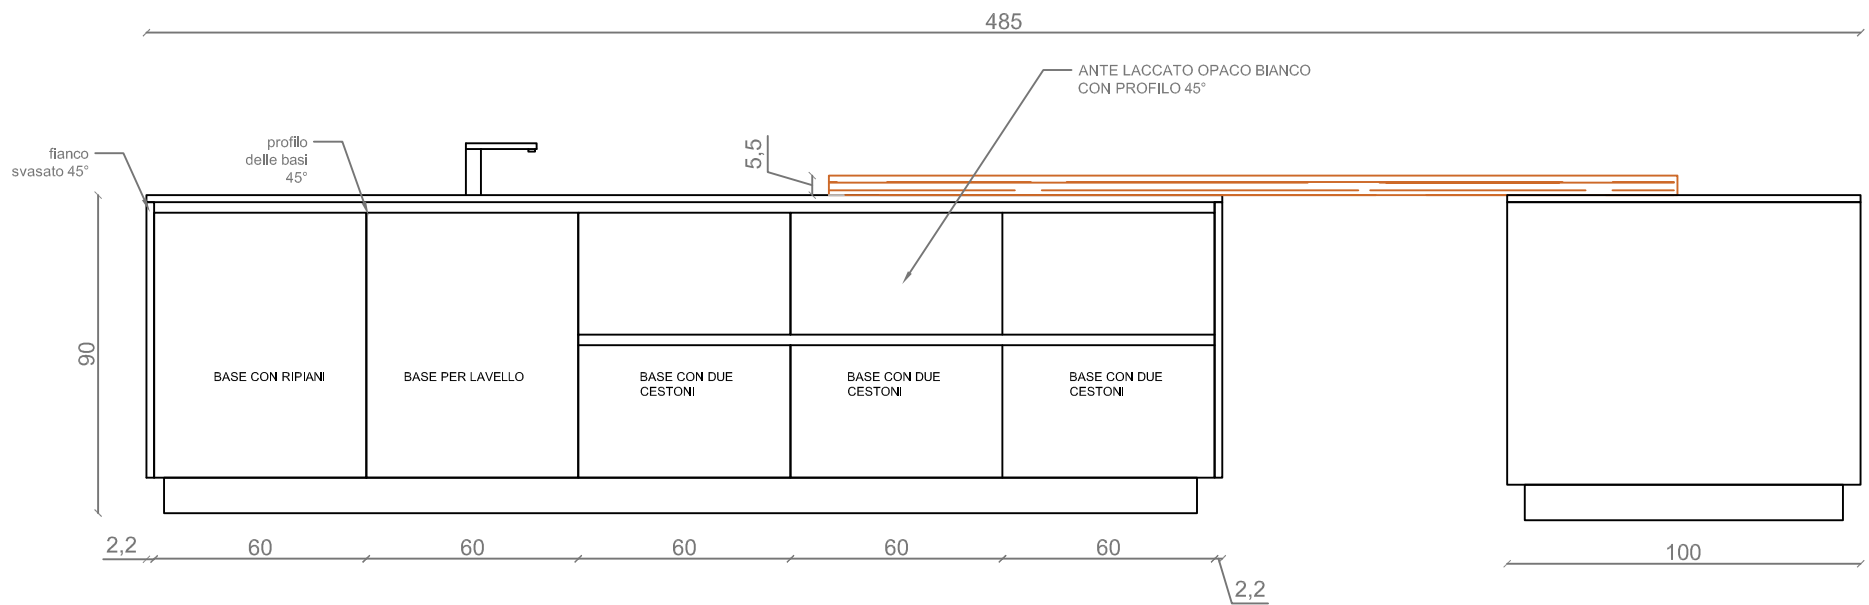 485
ANTE LACCATO OPACO BIANCO
CON PROFILO 45°
profilo
delle basi
45°
fianco
svasato 45°
5,5
90
BASE CON RIPIANI
BASE PER LAVELLO
BASE CON DUE
CESTONI
BASE CON DUE
CESTONI
BASE CON DUE
CESTONI
2,2
60
60
60
60
60
2,2
100